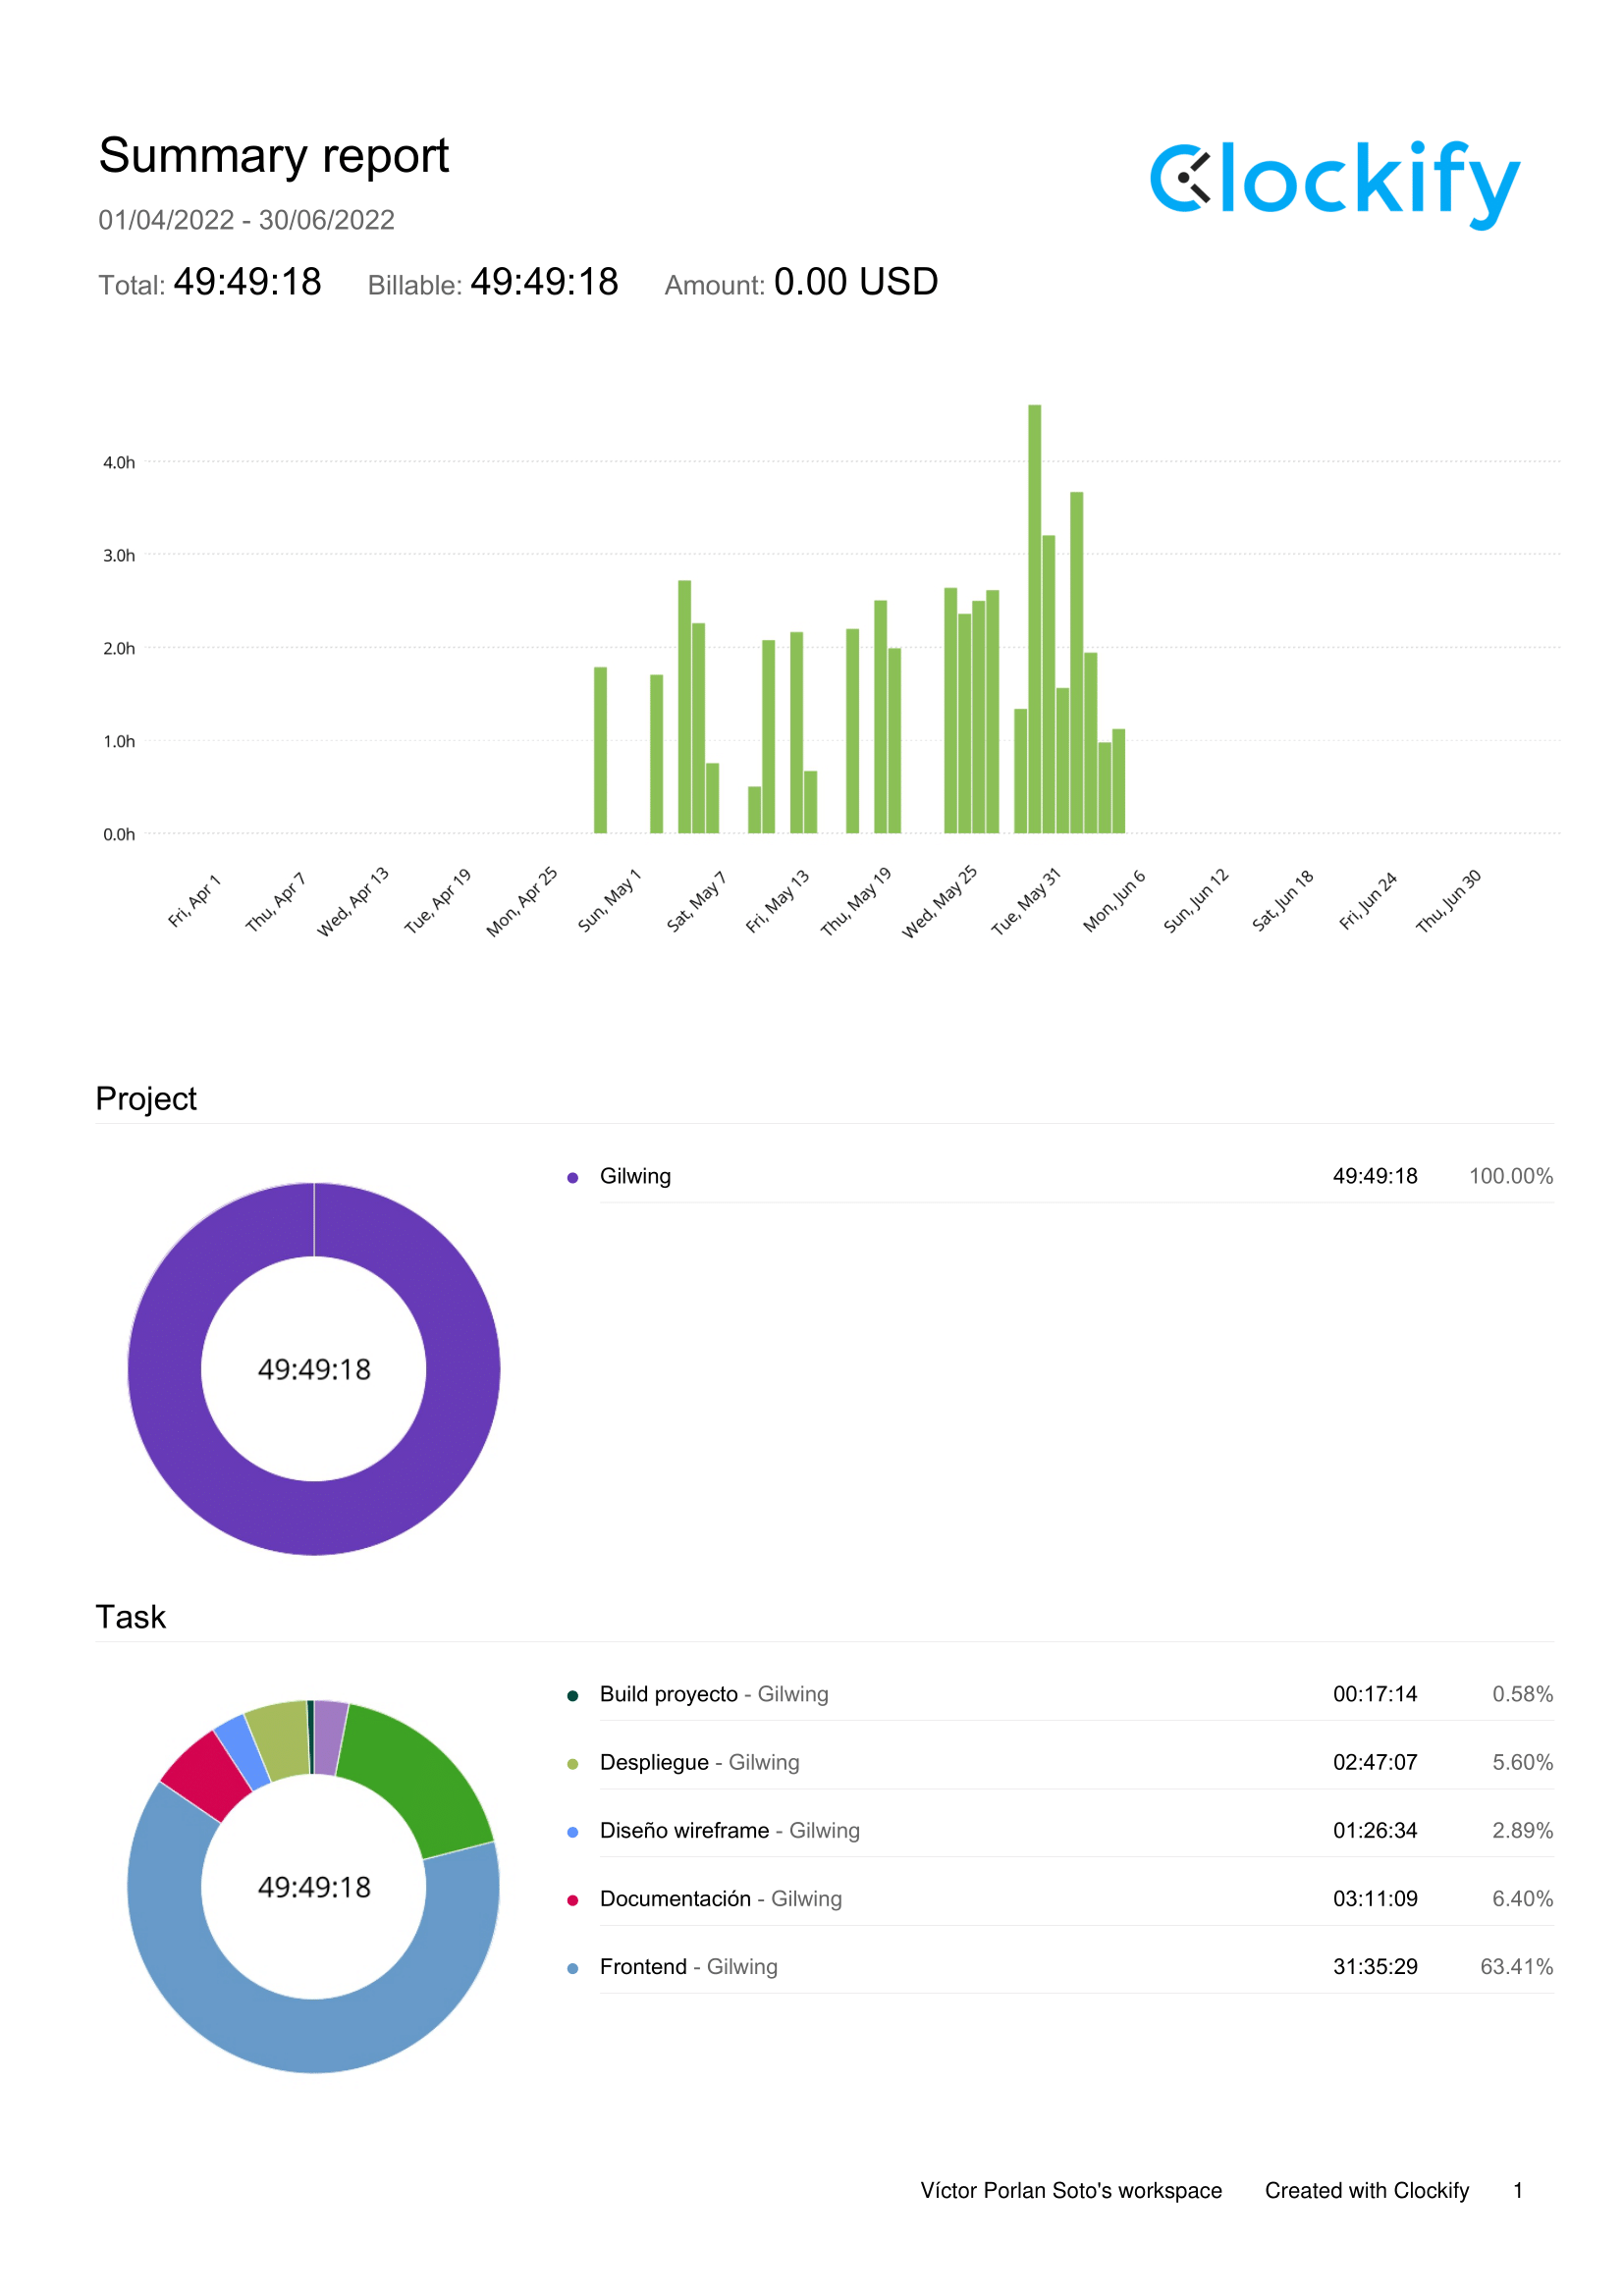 Summary report
Clockify
01/04/2022 - 30/06/2022
Total: 49:49:18 Billable: 49:49:18 Amount: 0.00 USD
4.0h
3.0h
2.0h
1.0h
0.0h
Fri, Apr 1
Thu, Apr 7
Wed, Apr 13
Tue, Apr 19
Mon, Apr 25
Sun, May 1
Sat, May 7
Fri, May 13
Thu, May 19
Wed, May 25
Tue, May 31
Mon, Jun 6
Sun, Jun 12
Sat, Jun 18
Fri, Jun 24
Thu, Jun 30
Project
Gilwing 49:49:18 100.00%
49:49:18
Task
Build proyecto - Gilwing 00:17:14 0.58%
Despliegue - Gilwing 02:47:07 5.60%
Diseño wireframe - Gilwing 01:26:34 2.89%
49:49:18
Documentación - Gilwing 03:11:09 6.40%
Frontend - Gilwing 31:35:29 63.41%
Víctor Porlan Soto's workspace Created with Clockify 1